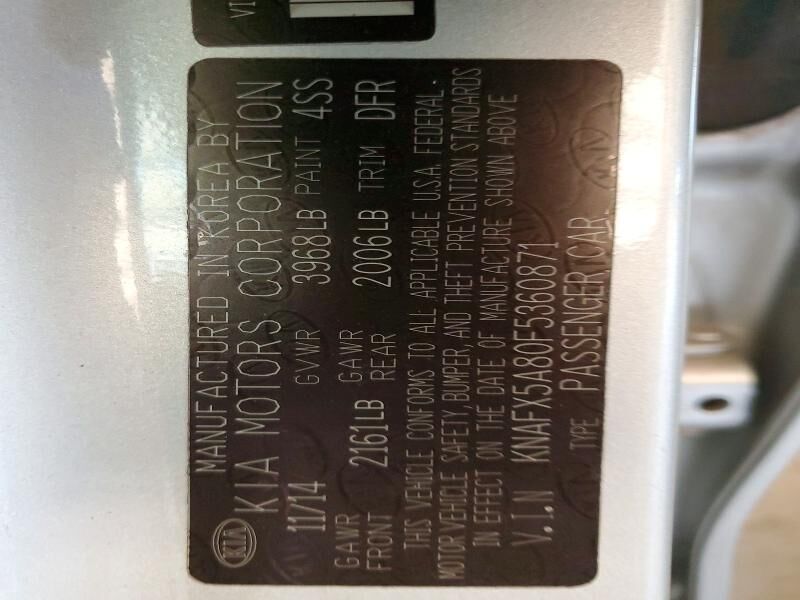 VI
MANUFACTURED IN KOREA BY
KIA KIA MOTORS CORPORATION
11/14 GVWR 3968LB PAINT 4SS
GAWR FRONT 2161LB GAWR REAR 2006LB TRIM DFR
THIS VEHICLE CONFORMS TO ALL APPLICABLE U.S.A. FEDERAL.
MOTOR VEHICLE SAFETY, BUMPER, AND THEFT PREVENTION STANDARDS
IN EFFECT ON THE DATE OF MANUFACTURE SHOWN ABOVE
V.I.N KNAFX5A80F5360871
TYPE PASSENGER CAR